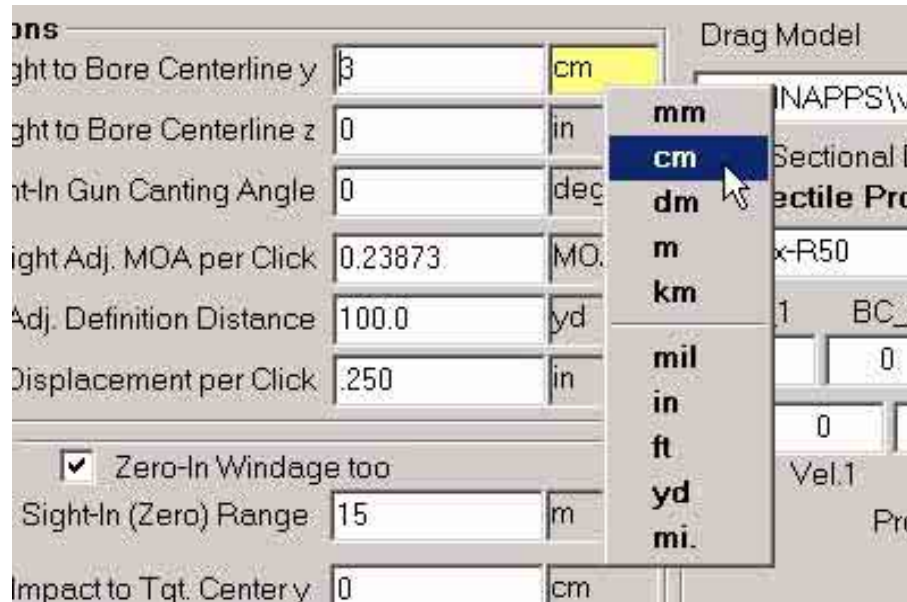 ons
Drag Model
ght to Bore Centerline y 3 cm
INAPPS\\
ght to Bore Centerline z 0 in
Sectional
nt-In Gun Canting Angle 0 deg
ectile Pro
ight Adj. MOA per Click 0.23873 MO.
x-R50
Adj. Definition Distance 100.0 yd
1 BC_
Displacement per Click .250 in
0
0
Zero-In Windage too
Vel.1
Sight-In (Zero) Range 15 m
Pr
Impact to Tgt. Center y 0 cm
mm
cm
dm
m
km
mil
in
ft
yd
mi.